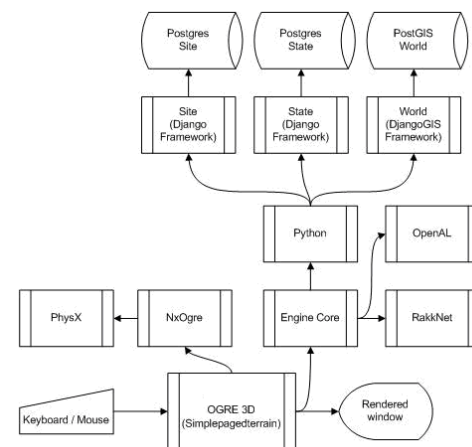 Postgres
Site
Postgres
State
PostGIS
World
Site
(Django
Framework)
State
(Django
Framework)
World
(DjangoGIS
Framework)
Python
OpenAL
PhysX
NxOgre
Engine Core
RakkNet
Keyboard / Mouse
OGRE 3D
(Simplepagedterrain)
Rendered
window